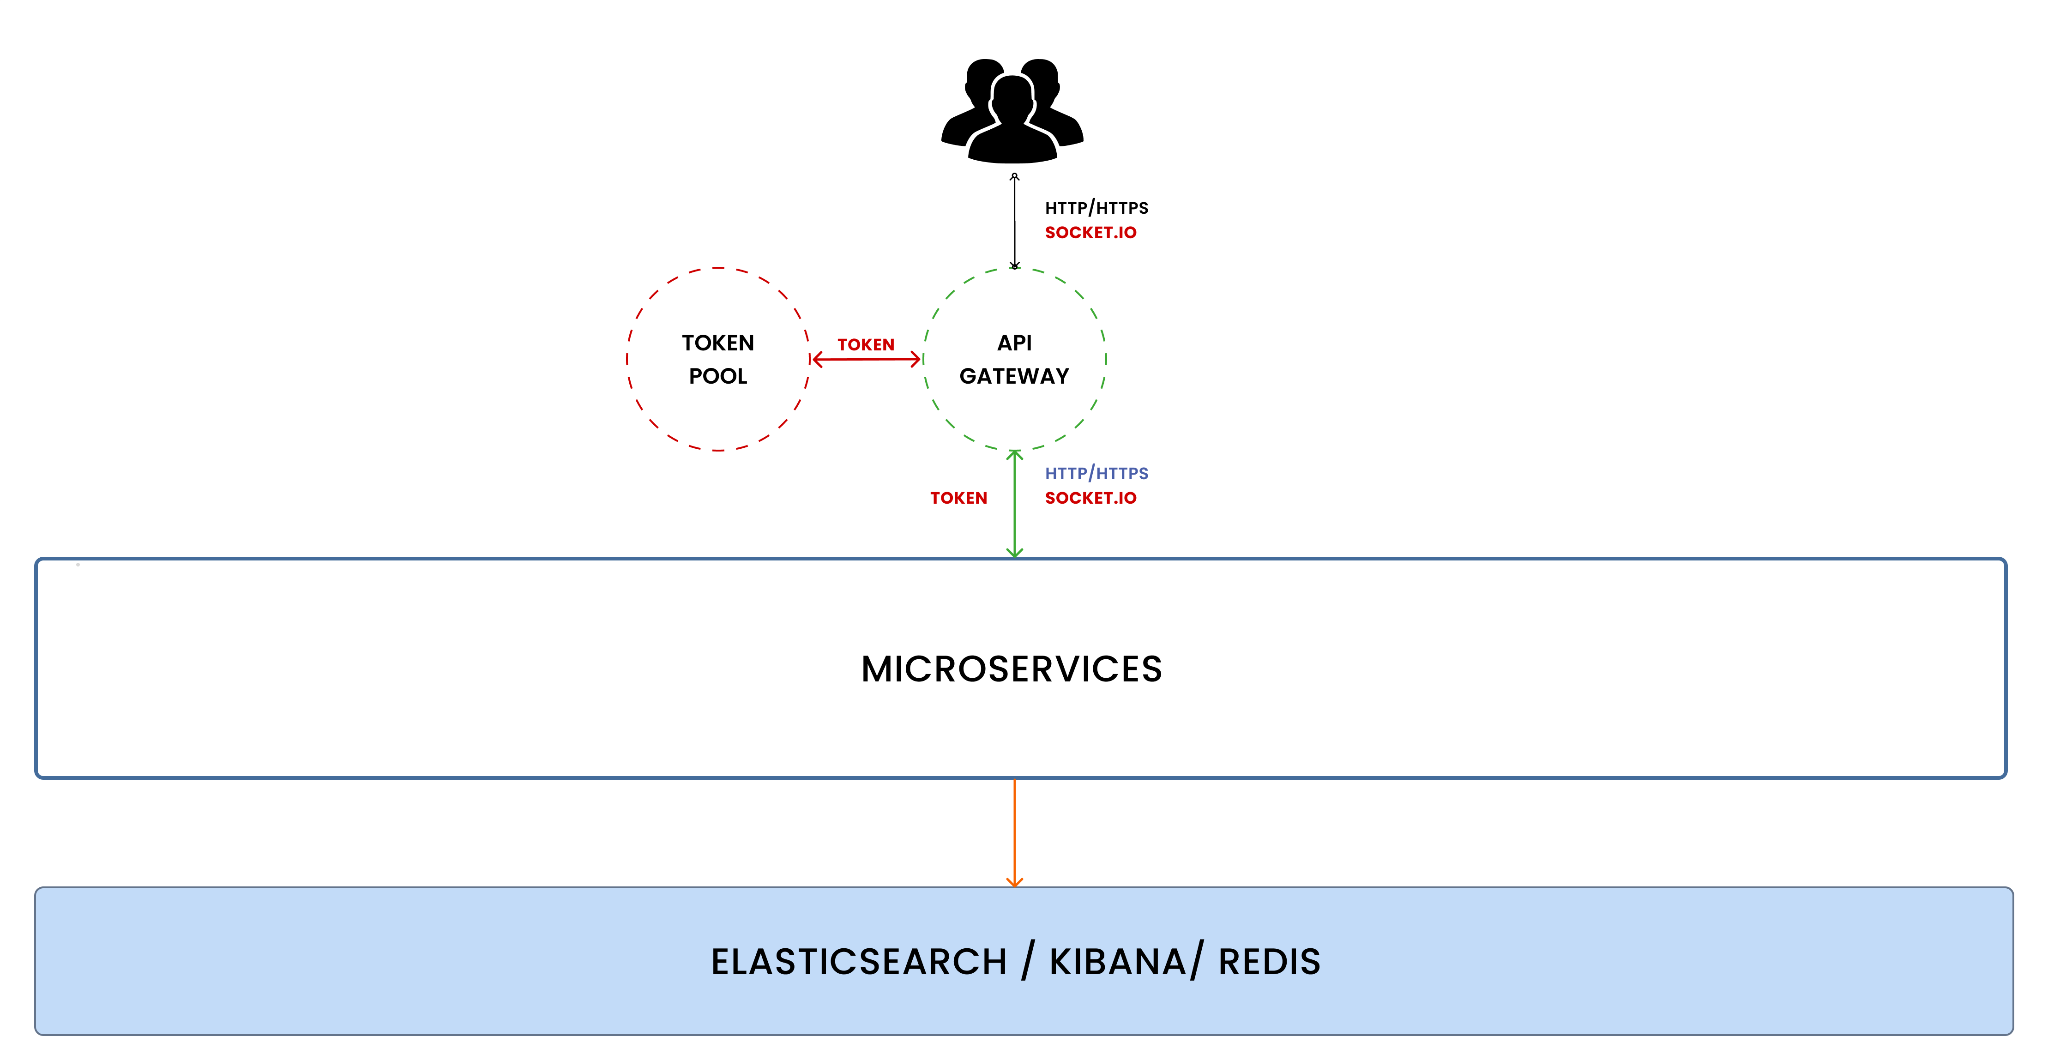 HTTP/HTTPS
SOCKET.IO
TOKEN
POOL
TOKEN
API
GATEWAY
TOKEN
HTTP/HTTPS
SOCKET.IO
MICROSERVICES
ELASTICSEARCH / KIBANA/ REDIS